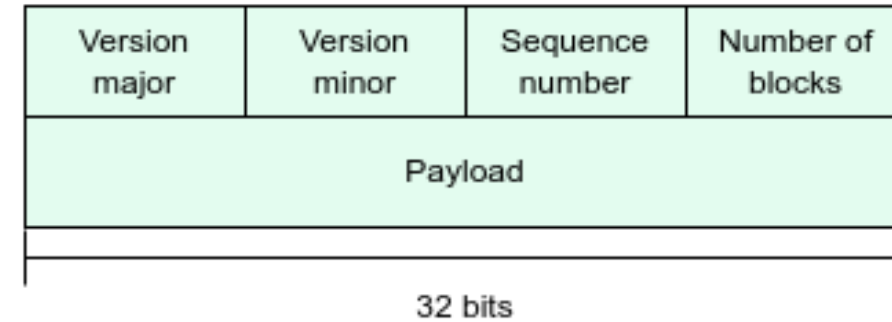 Version major
Version minor
Sequence number
Number of blocks
Payload
32 bits